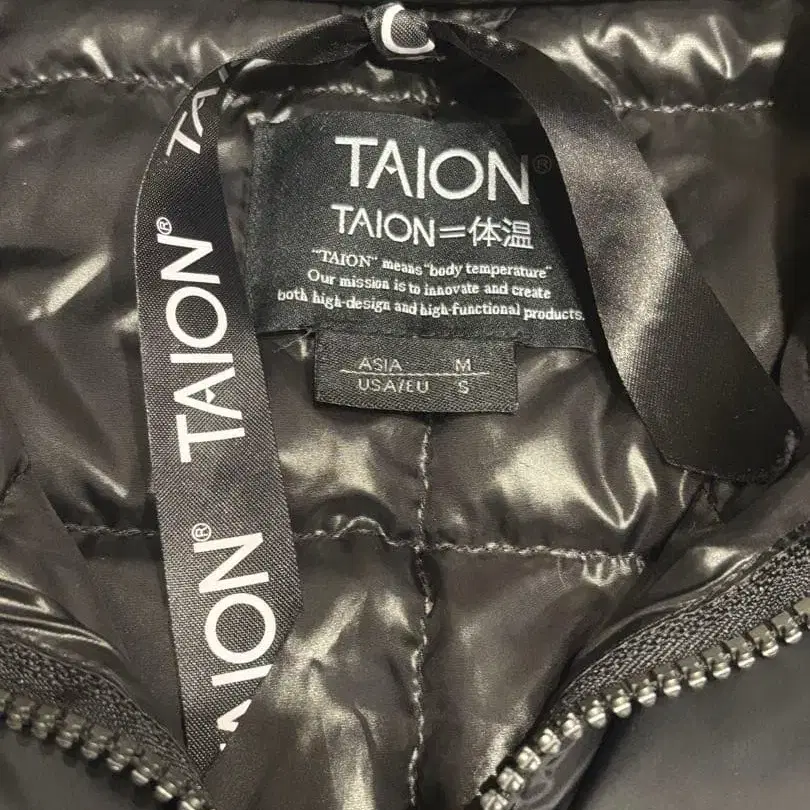 TAION®
TAION=体温
"TAION" means "body temperature"
Our mission is to innovate and create
both high-design and high-functional products.
ASIA M
USA/EU S
TA
TAION®
TAION®
C